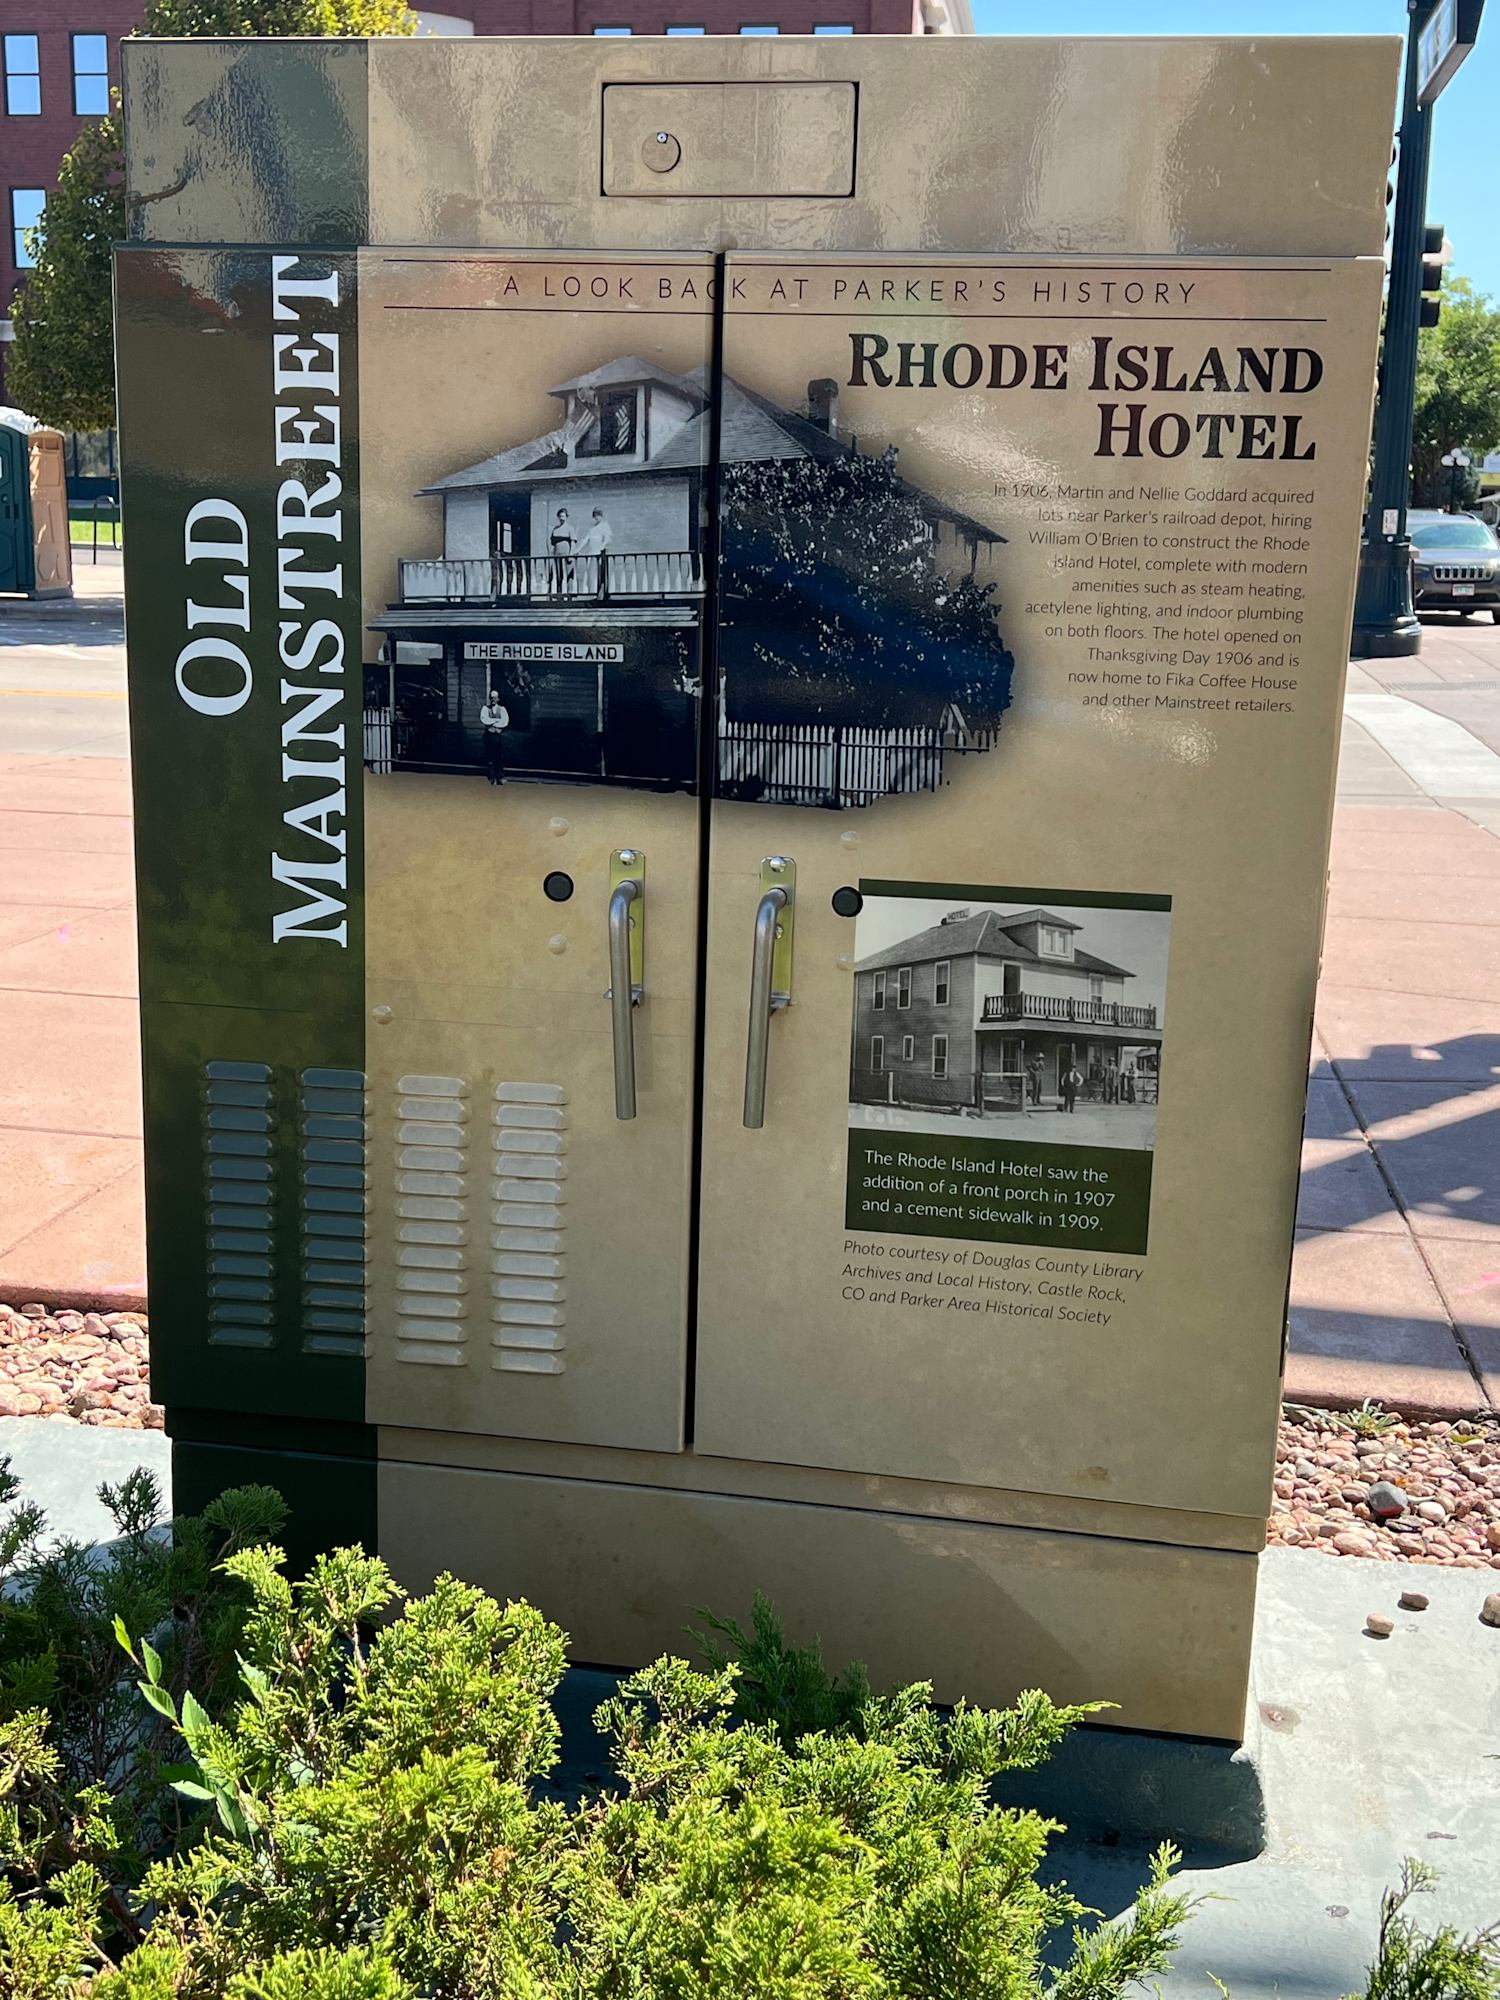 A LOOK BACK AT PARKER'S HISTORY
OLD
MAINSTREET
RHODE ISLAND
HOTEL
In 1906, Martin and Nellie Goddard acquired
lots near Parker's railroad depot, hiring
William O'Brien to construct the Rhode
Island Hotel, complete with modern
amenities such as steam heating,
acetylene lighting, and indoor plumbing
on both floors. The hotel opened on
Thanksgiving Day 1906 and is
now home to Fika Coffee House
and other Mainstreet retailers.
THE RHODE ISLAND
HOTEL
The Rhode Island Hotel saw the
addition of a front porch in 1907
and a cement sidewalk in 1909.
Photo courtesy of Douglas County Library
Archives and Local History, Castle Rock,
CO and Parker Area Historical Society